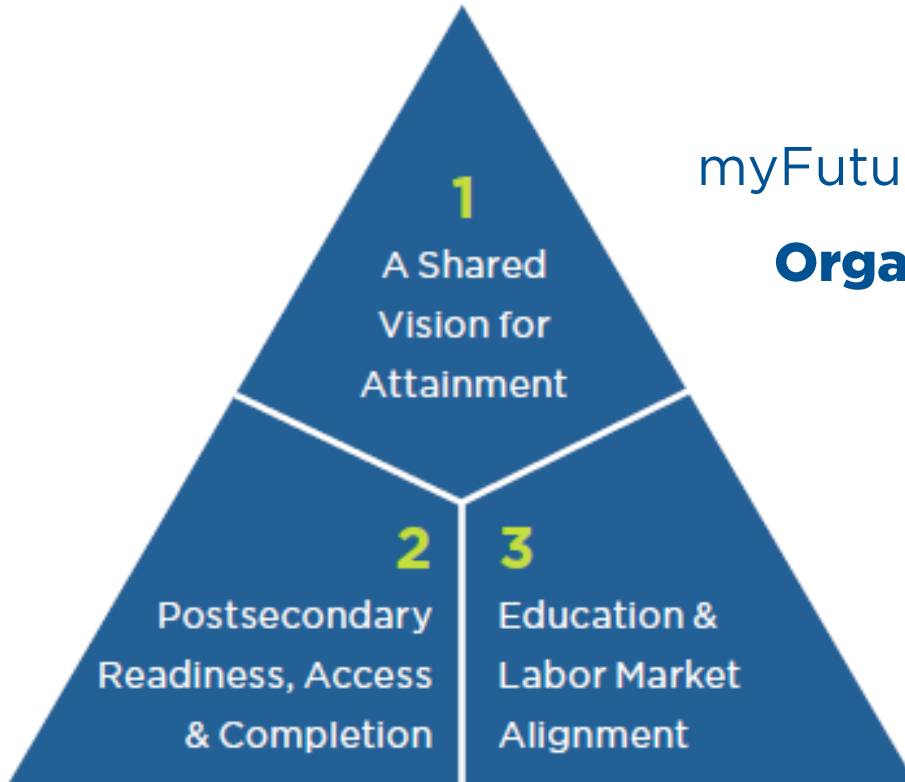 myFutu
Orga
1
A Shared
Vision for
Attainment
2
Postsecondary
Readiness, Access
& Completion
3
Education &
Labor Market
Alignment